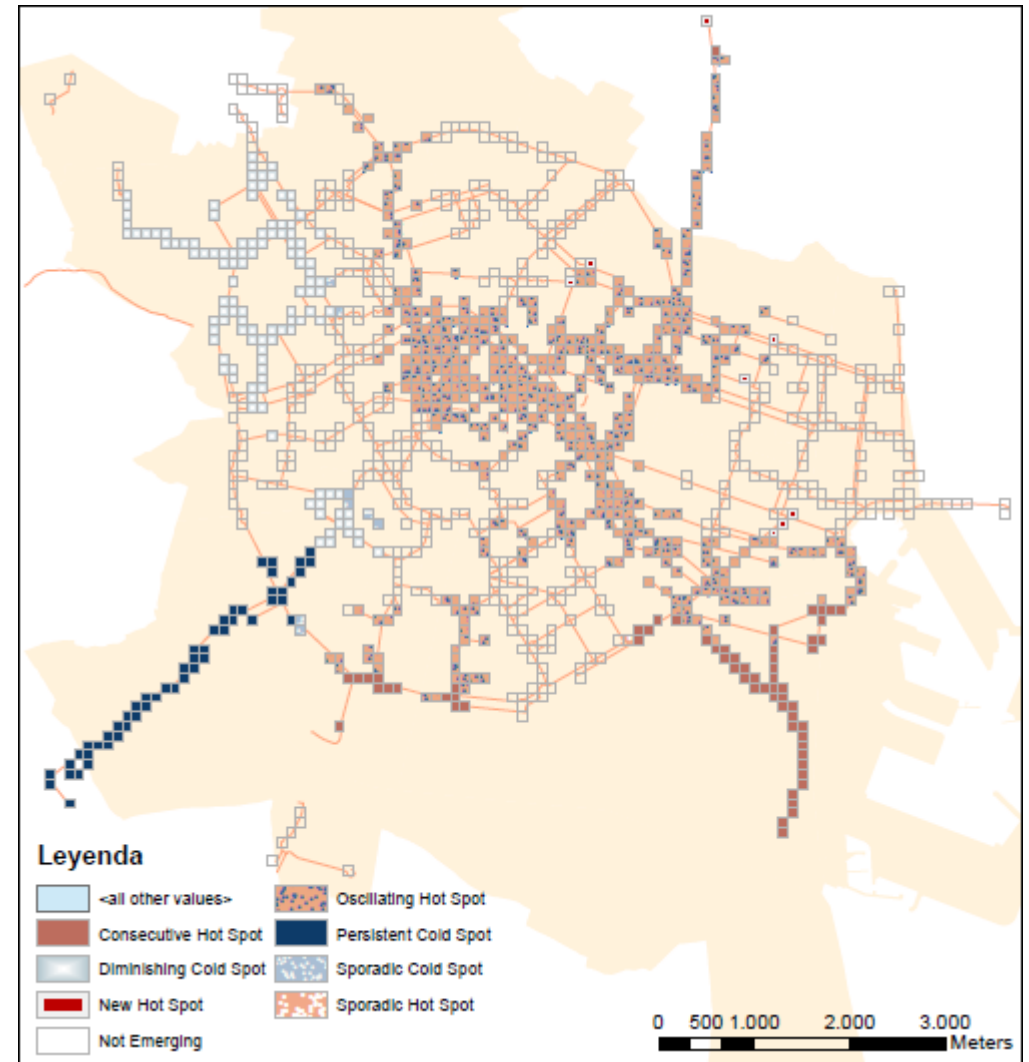 Leyenda
<all other values>
Consecutive Hot Spot
Diminishing Cold Spot
New Hot Spot
Not Emerging
Oscillating Hot Spot
Persistent Cold Spot
Sporadic Cold Spot
Sporadic Hot Spot
0 500 1.000 2.000 3.000
Meters